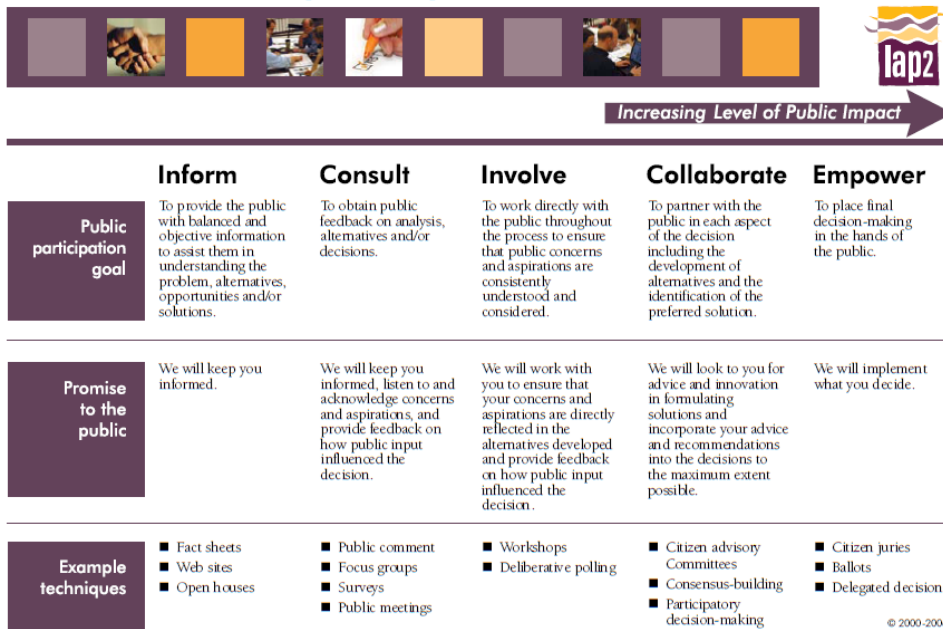 Iap2
Increasing Level of Public Impact
Inform
Consult
Involve
Collaborate
Empower
Public
participation
goal
To provide the public
with balanced and
objective information
to assist them in
understanding the
problem, alternatives,
opportunities and/or
solutions.
To obtain public
feedback on analysis,
alternatives and/or
decisions.
To work directly with
the public throughout
the process to ensure
that public concerns
and aspirations are
consistently
understood and
considered.
To partner with the
public in each aspect
of the decision
including the
development of
alternatives and the
identification of the
preferred solution.
To place final
decision-making
in the hands of
the public.
Promise
to the
public
We will keep you
informed.
We will keep you
informed, listen to and
acknowledge concerns
and aspirations, and
provide feedback on
how public input
influenced the
decision.
We will work with
you to ensure that
your concerns and
aspirations are directly
reflected in the
alternatives developed
and provide feedback
on how public input
influenced the
decision.
We will look to you for
advice and innovation
in formulating
solutions and
incorporate your advice
and recommendations
into the decisions to
the maximum extent
possible.
We will implement
what you decide.
Example
techniques
■ Fact sheets
■ Web sites
■ Open houses
■ Public comment
■ Focus groups
■ Surveys
■ Public meetings
■ Workshops
■ Deliberative polling
■ Citizen advisory
Committees
■ Consensus-building
■ Participatory
decision-making
■ Citizen juries
■ Ballots
■ Delegated decision
© 2000-200